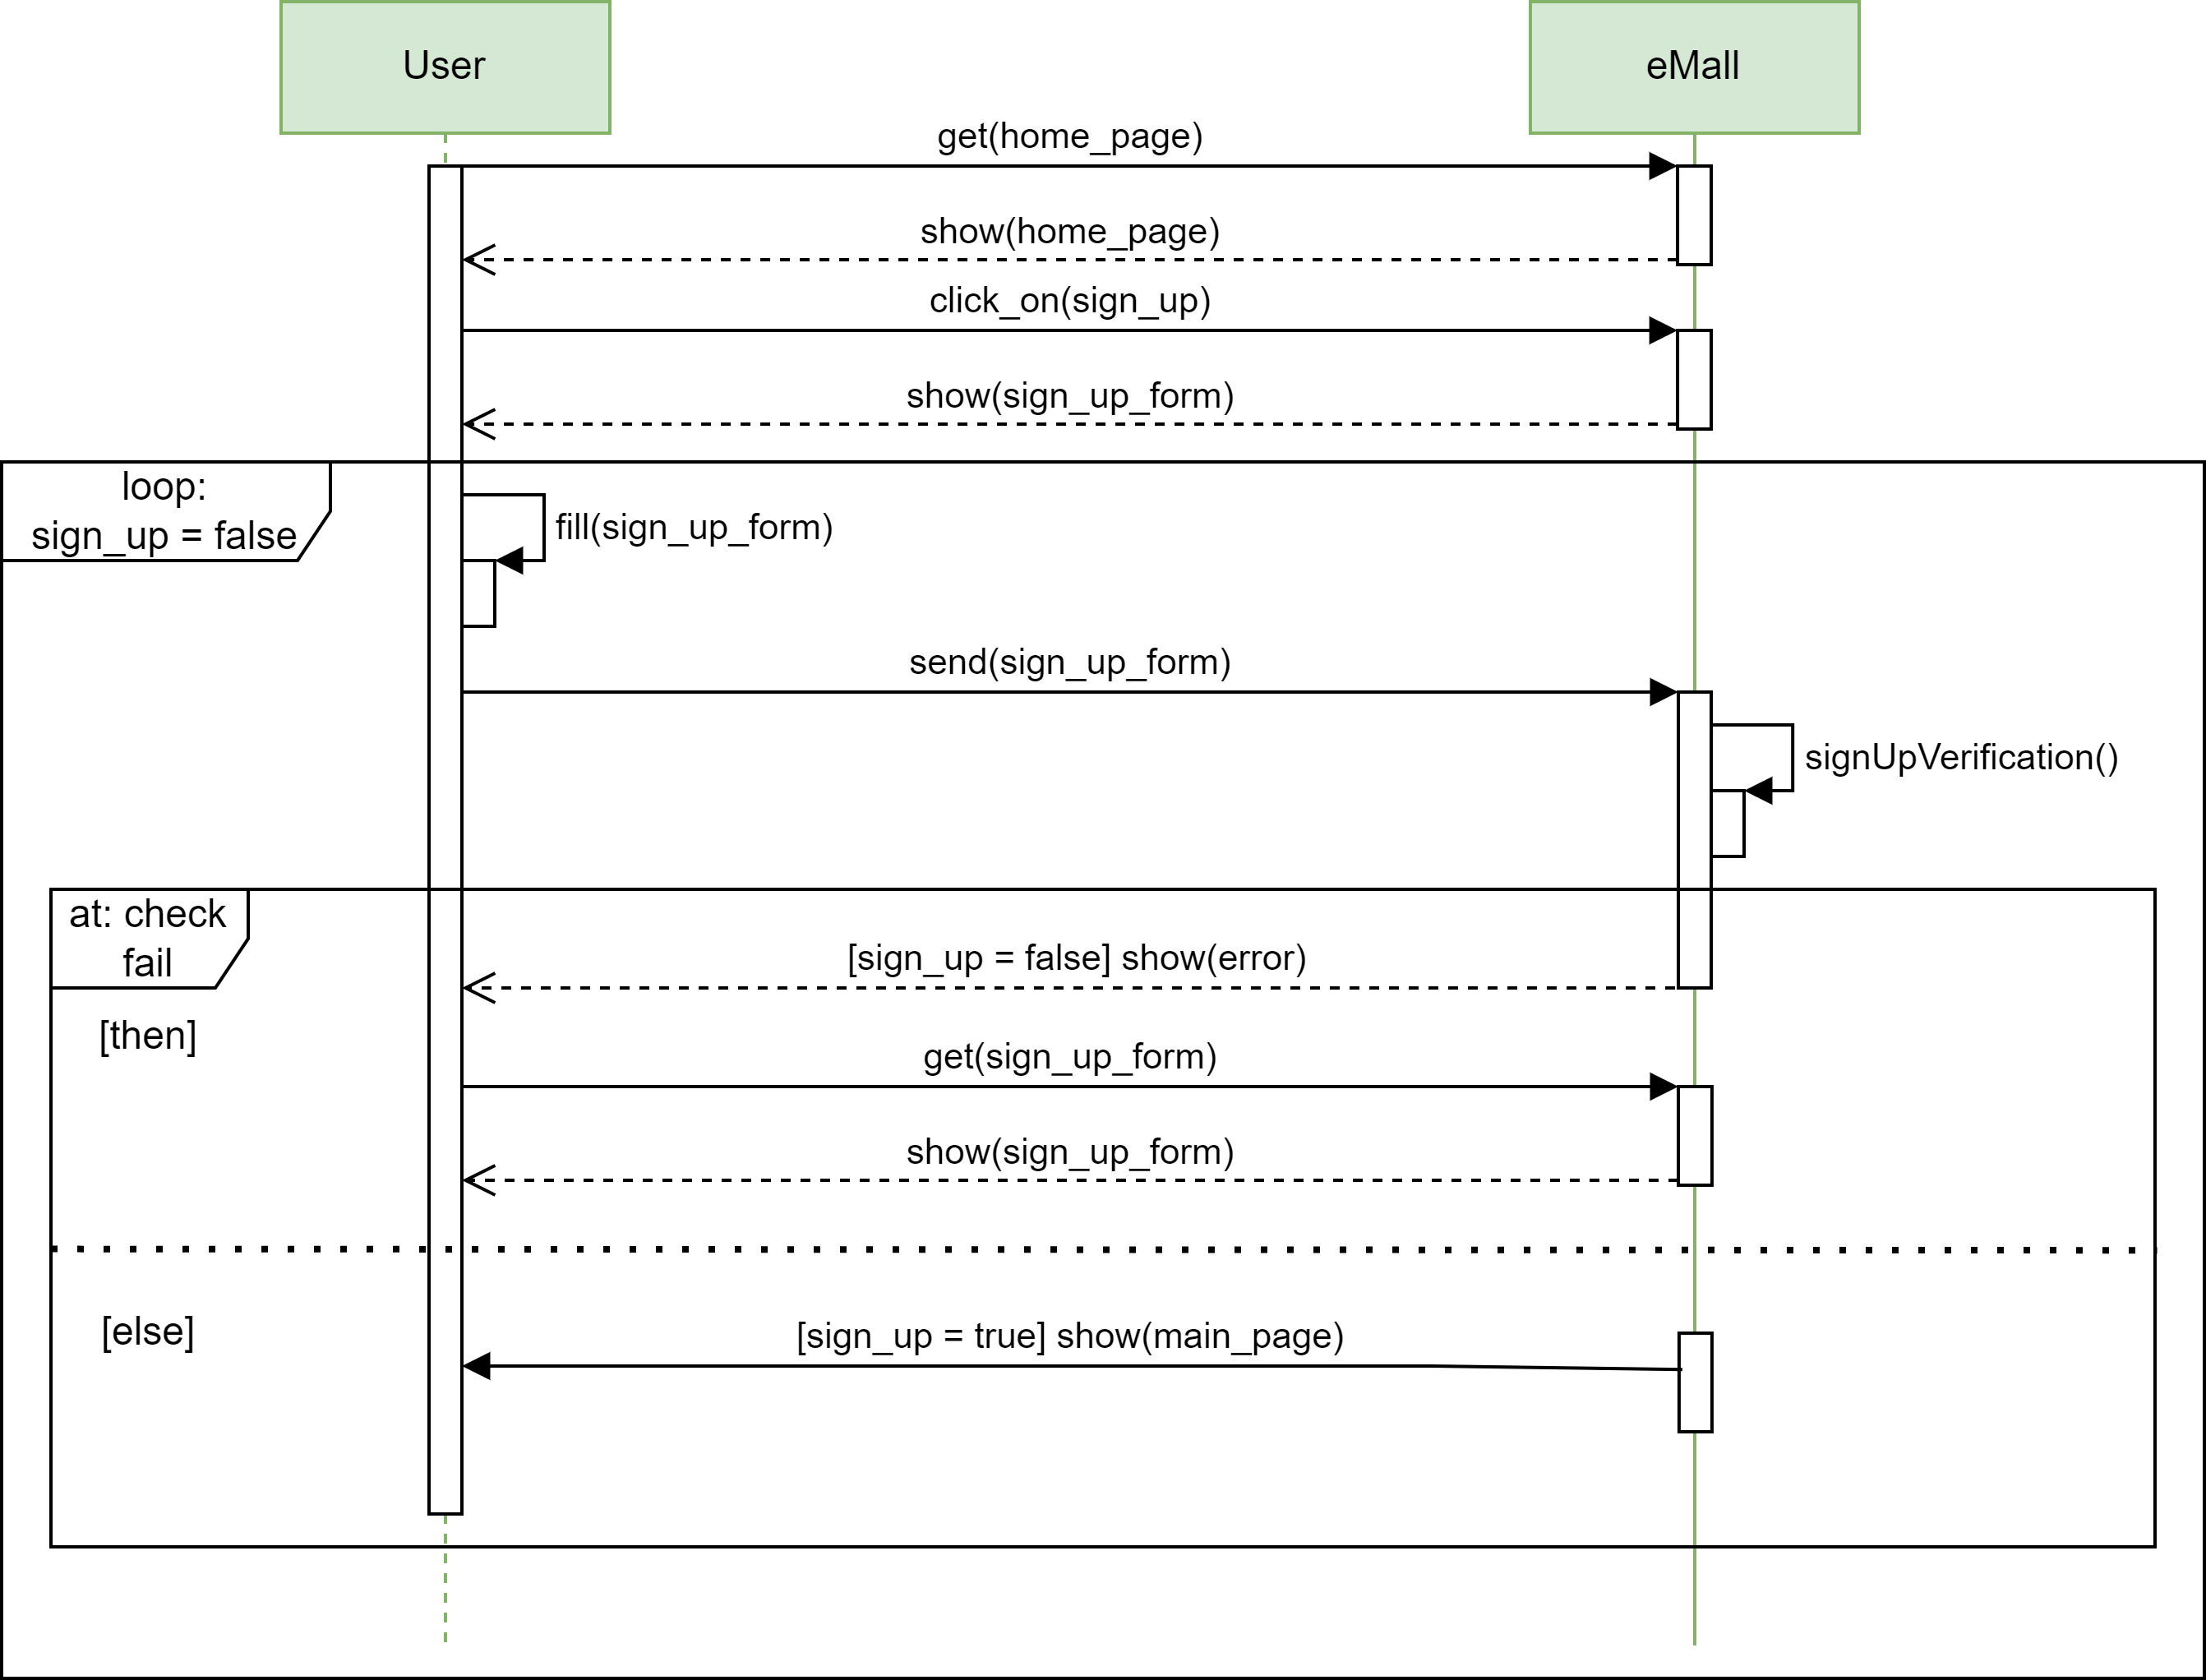 User
eMall
get(home_page)
show(home_page)
click_on(sign_up)
show(sign_up_form)
loop:
sign_up = false
fill(sign_up_form)
send(sign_up_form)
signUpVerification()
at: check
fail
[sign_up = false] show(error)
[then]
get(sign_up_form)
show(sign_up_form)
[else]
[sign_up = true] show(main_page)